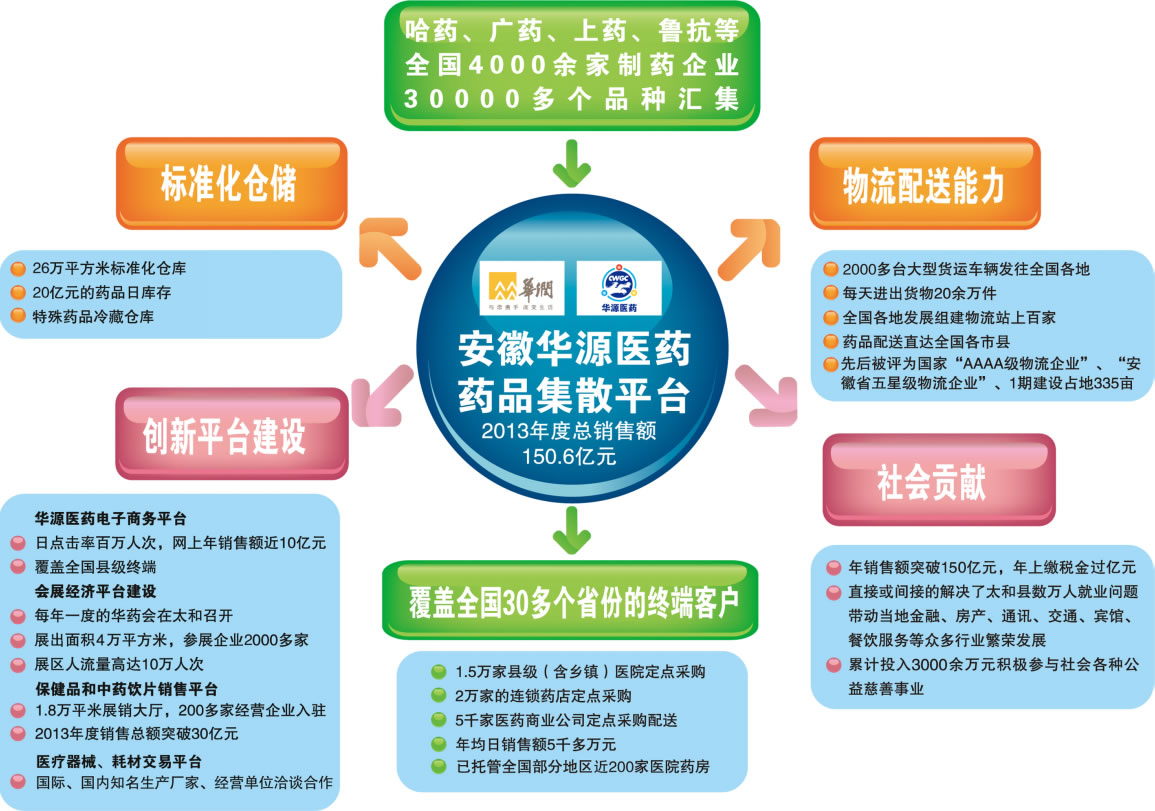 哈药、广药、上药、鲁抗等
全国4000余家制药企业
30000多个品种汇集
标准化仓储
26万平方米标准化仓库
20亿元的药品日库存
特殊药品冷藏仓库
物流配送能力
2000多台大型货运车辆发往全国各地
每天进出货物20余万件
全国各地发展组建物流站上百家
药品配送直达全国各市县
先后被评为国家“AAAA级物流企业”、“安
徽省五星级物流企业”、1期建设占地335亩
華潤
CWGC
华源医药
安徽华源医药
药品集散平台
2013年度总销售额
150.6亿元
创新平台建设
华源医药电子商务平台
日点击率百万人次，网上年销售额近10亿元
覆盖全国县级终端
会展经济平台建设
每年一度的华药会在太和召开
展出面积4万平方米，参展企业2000多家
展区人流量高达10万人次
保健品和中药饮片销售平台
1.8万平米展销大厅，200多家经营企业入驻
2013年度销售总额突破30亿元
医疗器械、耗材交易平台
国际、国内知名生产厂家、经营单位洽谈合作
覆盖全国30多个省份的终端客户
1.5万家县级（含乡镇）医院定点采购
2万家的连锁药店定点采购
5千家医药商业公司定点采购配送
年均日销售额5千多万元
已托管全国部分地区近200家医院药房
社会贡献
年销售额突破150亿元，年上缴税金过亿元
直接或间接的解决了太和县数万人就业问题
带动当地金融、房产、通讯、交通、宾馆、
餐饮服务等众多行业繁荣发展
累计投入3000余万元积极参与社会各种公
益慈善事业